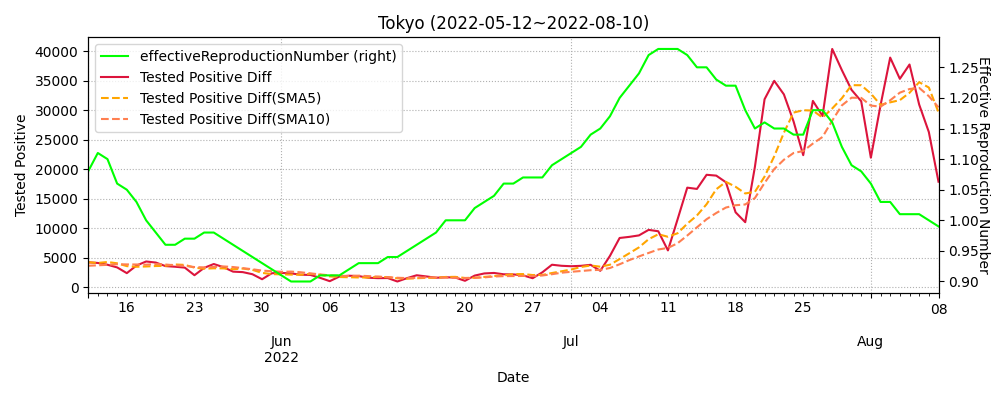 Tokyo (2022-05-12~2022-08-10)
effectiveReproductionNumber (right)
Tested Positive Diff
Tested Positive Diff(SMA5)
Tested Positive Diff(SMA10)
Tested Positive
40000
35000
30000
25000
20000
15000
10000
5000
0
Effective Reproduction Number
1.25
1.20
1.15
1.10
1.05
1.00
0.95
0.90
16 23 30 06 13 20 27 04 11 18 25 08
Jun Jul Aug
2022
Date